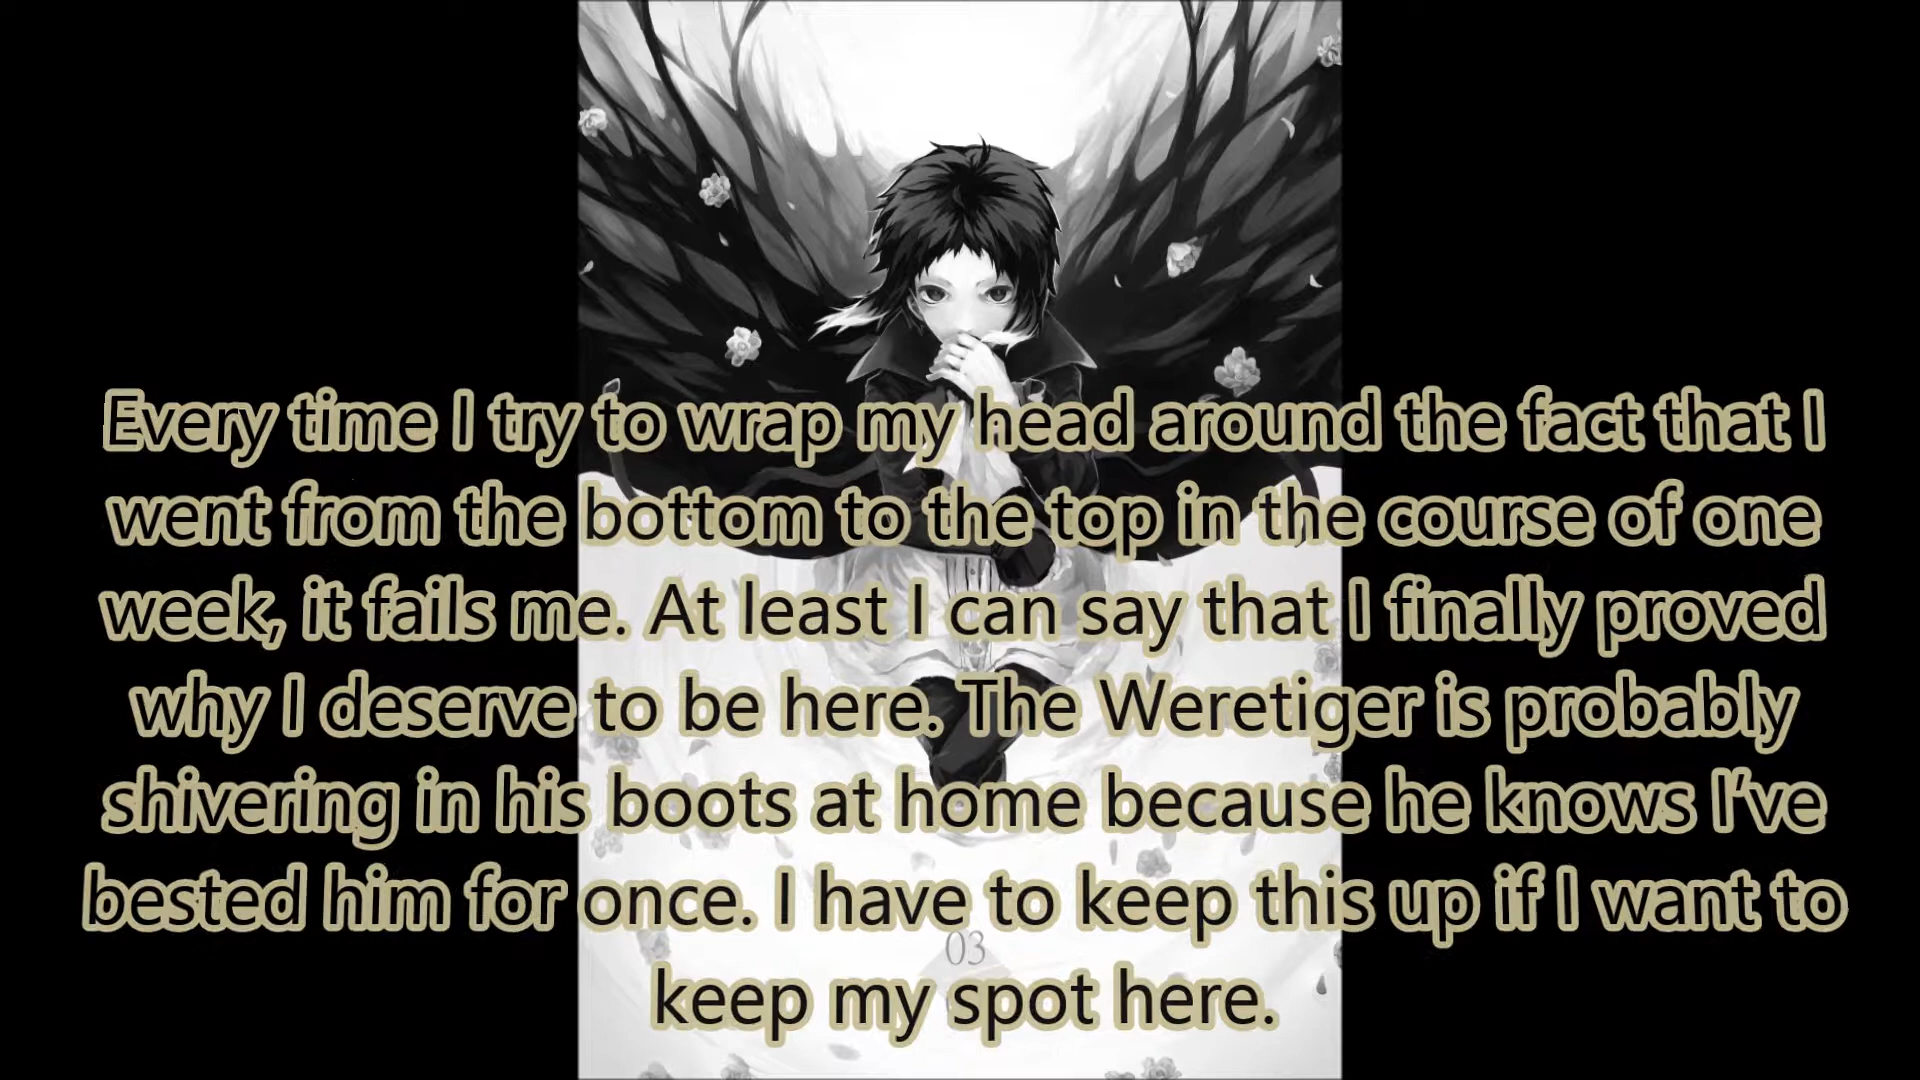 Every time I try to wrap my head around the fact that I
went from the bottom to the top in the course of one
week, it fails me. At least I can say that I finally proved
why I deserve to be here. The Weretiger is probably
shivering in his boots at home because he knows I've
bested him for once. I have to keep this up if I want to
03
keep my spot here.